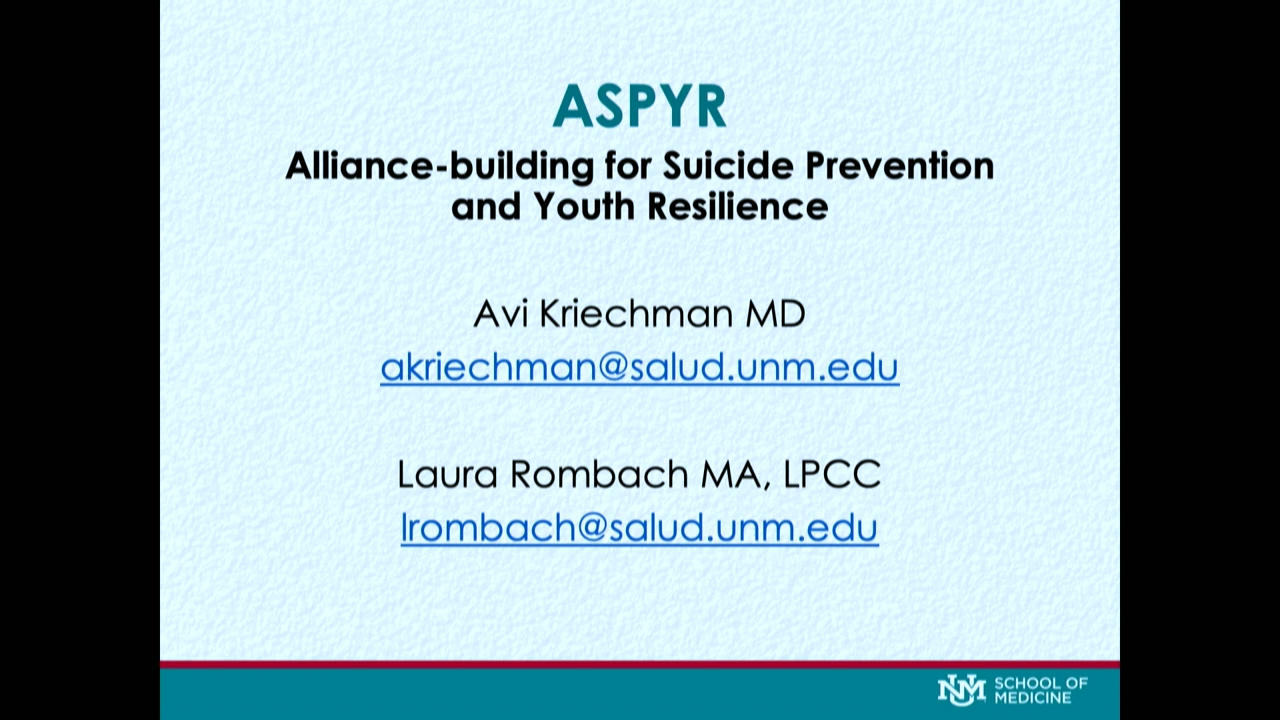 ASPYR
Alliance-building for Suicide Prevention
and Youth Resilience
Avi Kriechman MD
akriechman@salud.unm.edu
Laura Rombach MA, LPCC
lrombach@salud.unm.edu
UNM SCHOOL OF
MEDICINE